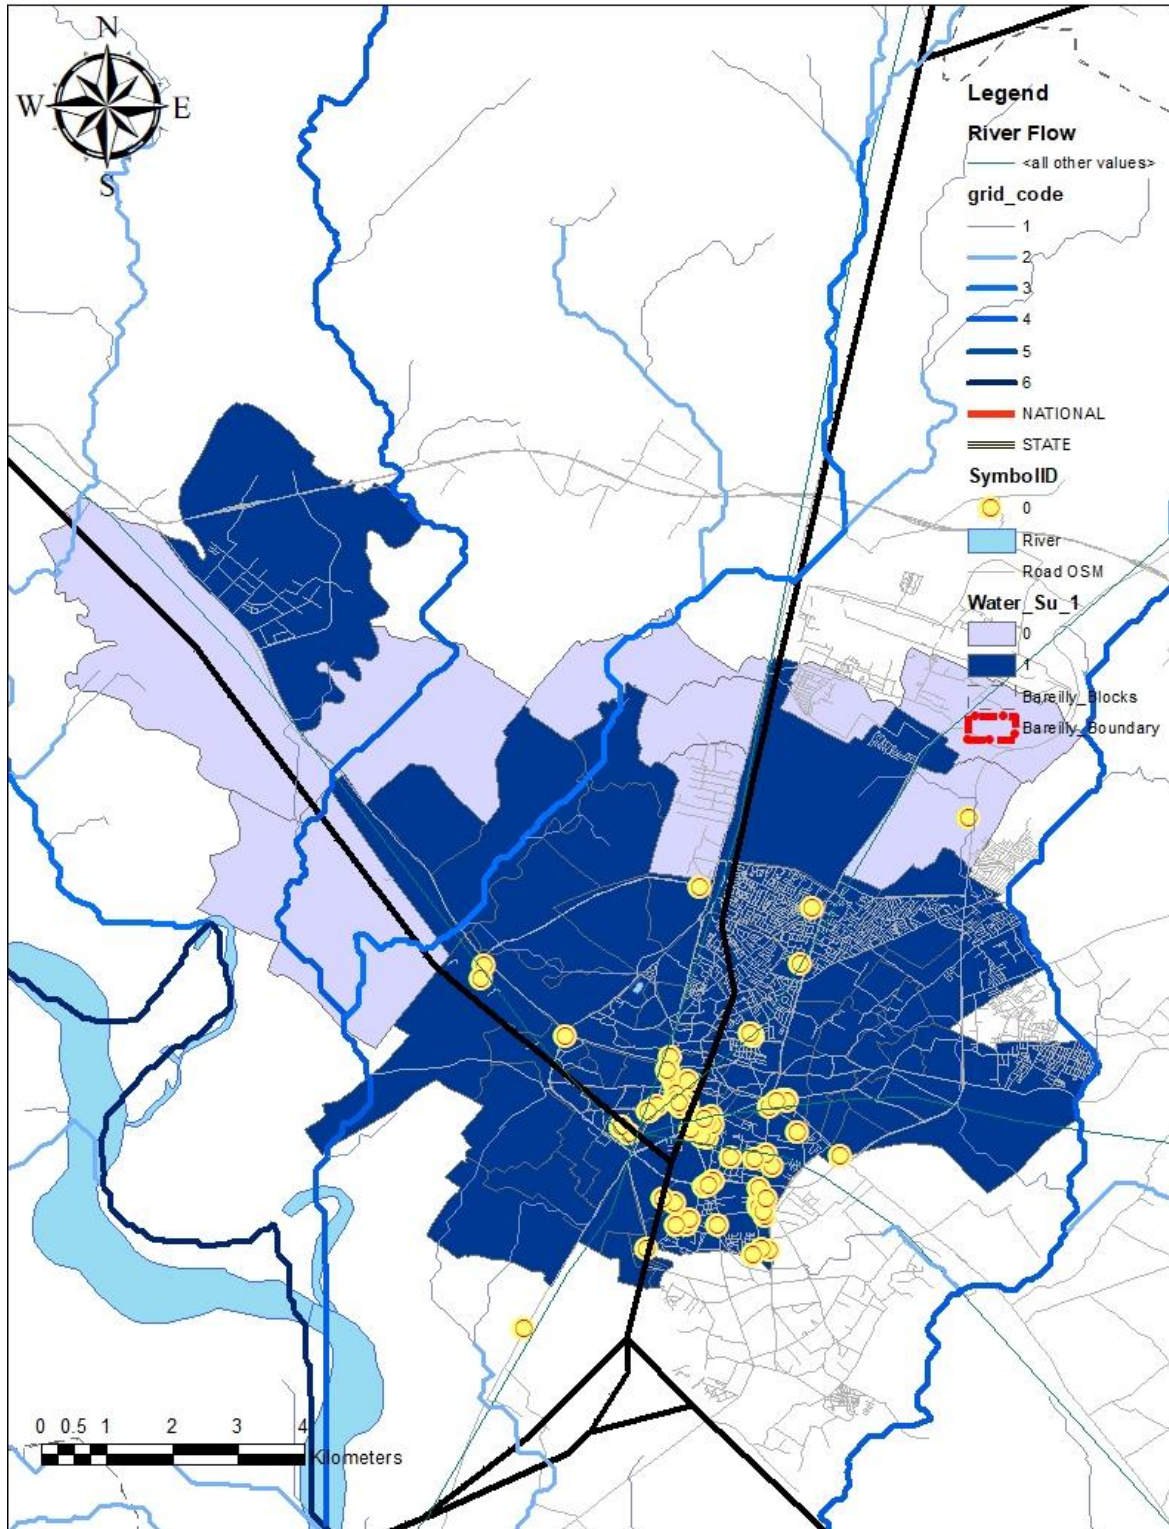 N
W E
S
Legend
River Flow
<all other values>
grid_code
1
2
3
4
5
6
NATIONAL
STATE
SymbolID
0
River
Road OSM
Water_Su_1
0
1
Bareilly_Blocks
Bareilly_Boundary
0 0.5 1 2 3 4
Kilometers